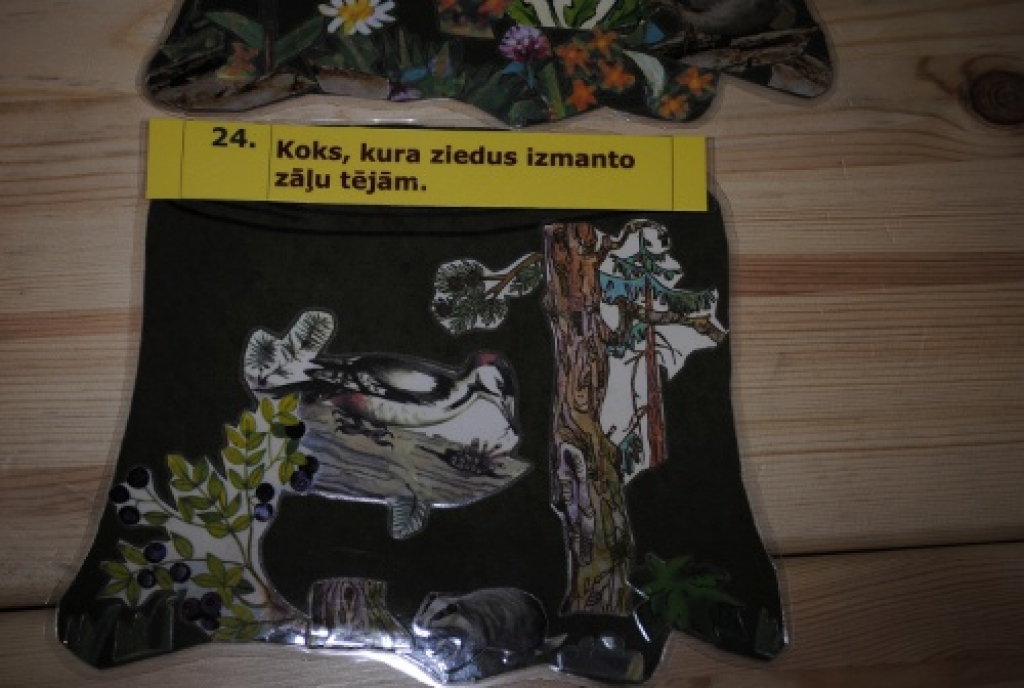 24. Koks, kura ziedus izmanto
zāļu tējām.